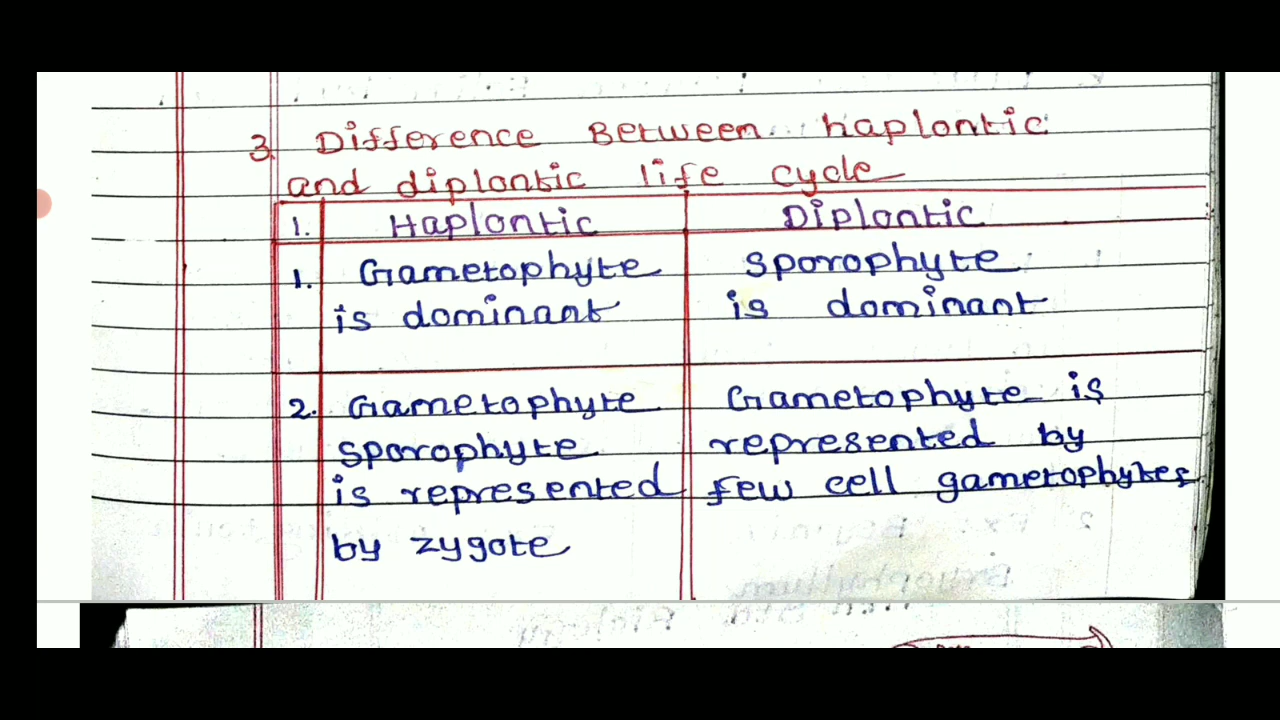 3. Difference Between haplontic
and diplontic life cycle
1. Haplontic Diplontic
1. Gametophyte Sporophyte
is dominant is dominant
2. Gametophyte Gametophyte is
sporophyte represented by
is represented few cell gametophytes
by zygote